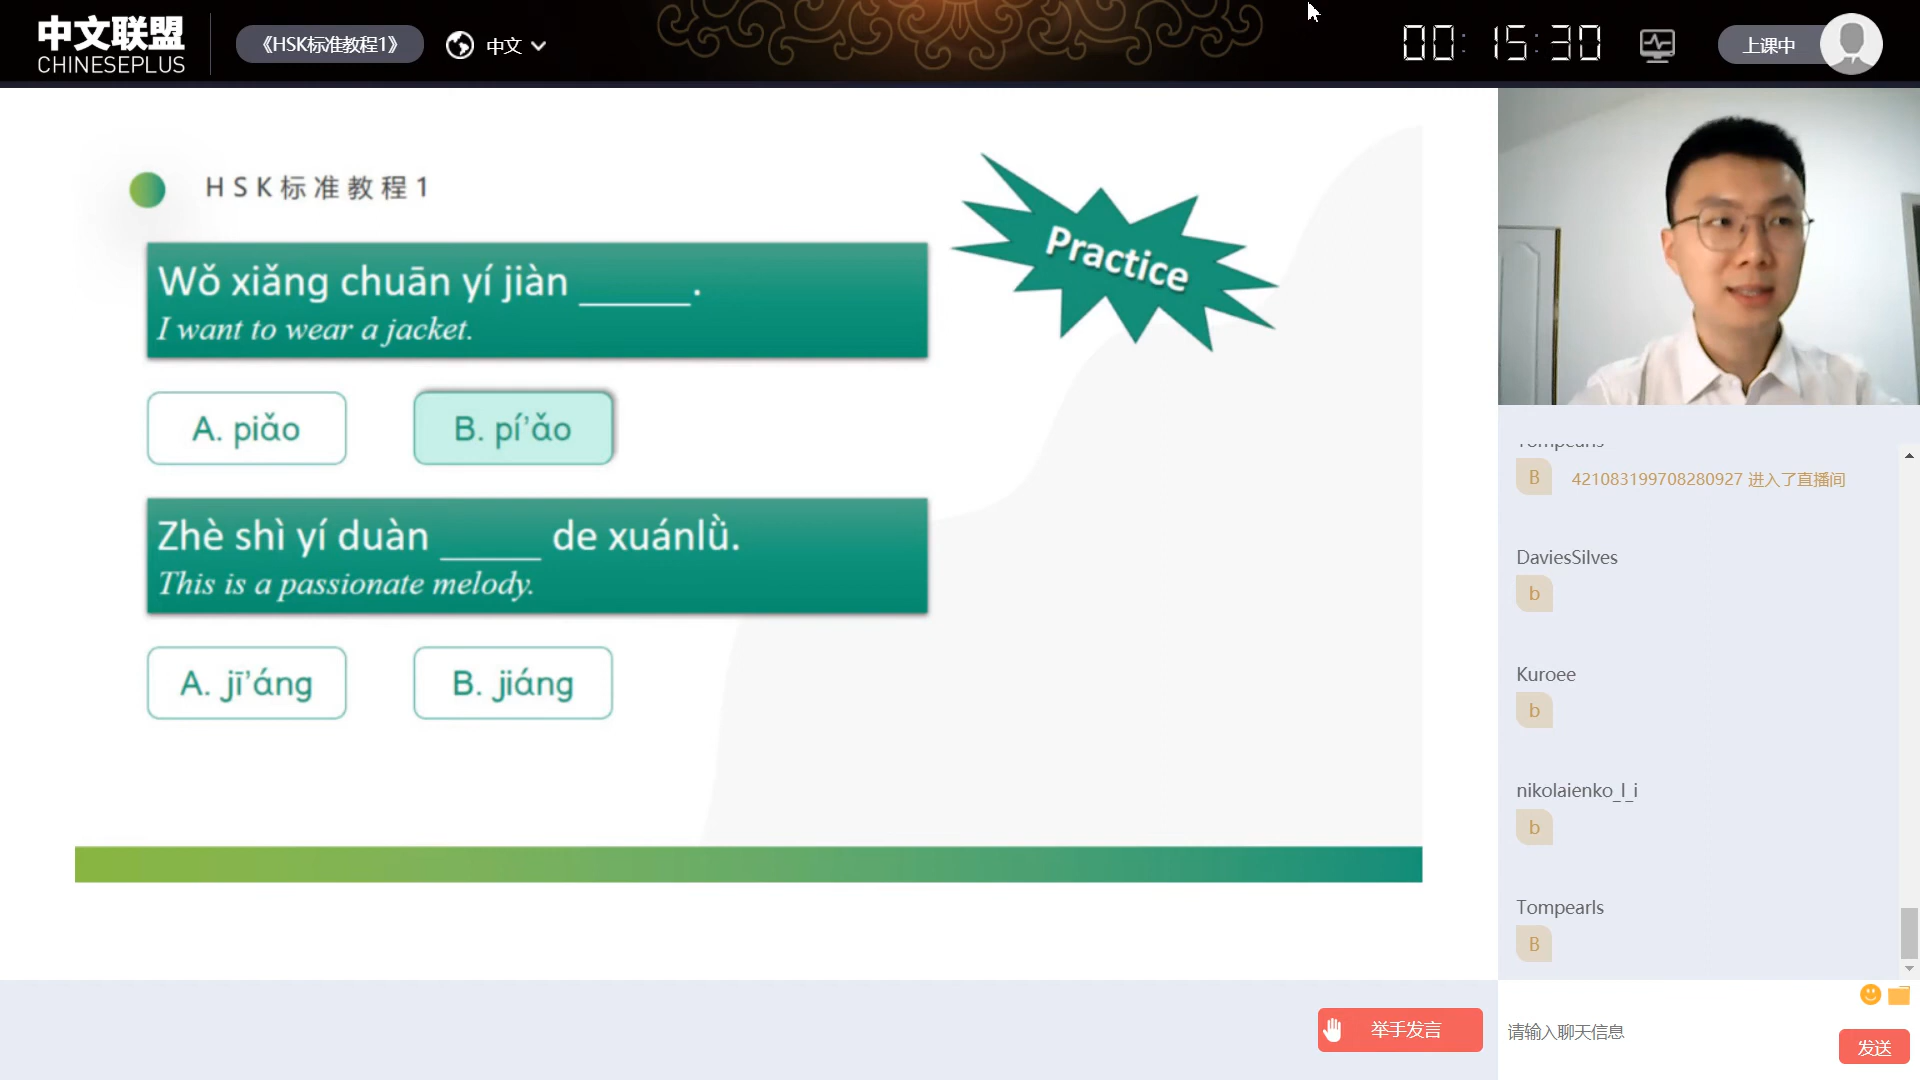 中文联盟
CHINESEPLUS
《HSK标准教程1》
中文
00:15:30
上课中
HSK标准教程1
Practice
Wǒ xiǎng chuān yí jiàn ______.
I want to wear a jacket.
A. piǎo
B. pí’ǎo
Zhè shì yí duàn _____ de xuánlǜ.
This is a passionate melody.
A. jī’áng
B. jiáng
Tompearls
B
421083199708280927 进入了直播间
DaviesSilves
b
Kuroee
b
nikolaienko_l_i
b
Tompearls
B
举手发言
请输入聊天信息
发送